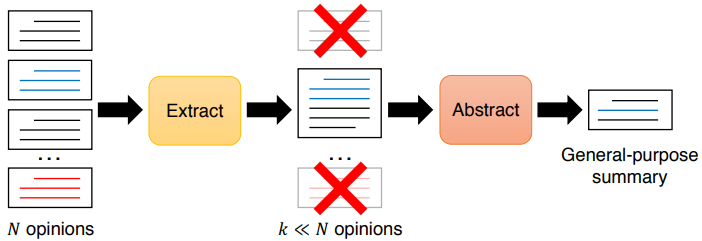 Extract
Abstract
...
...
General-purpose
summary
N opinions
k ≪ N opinions